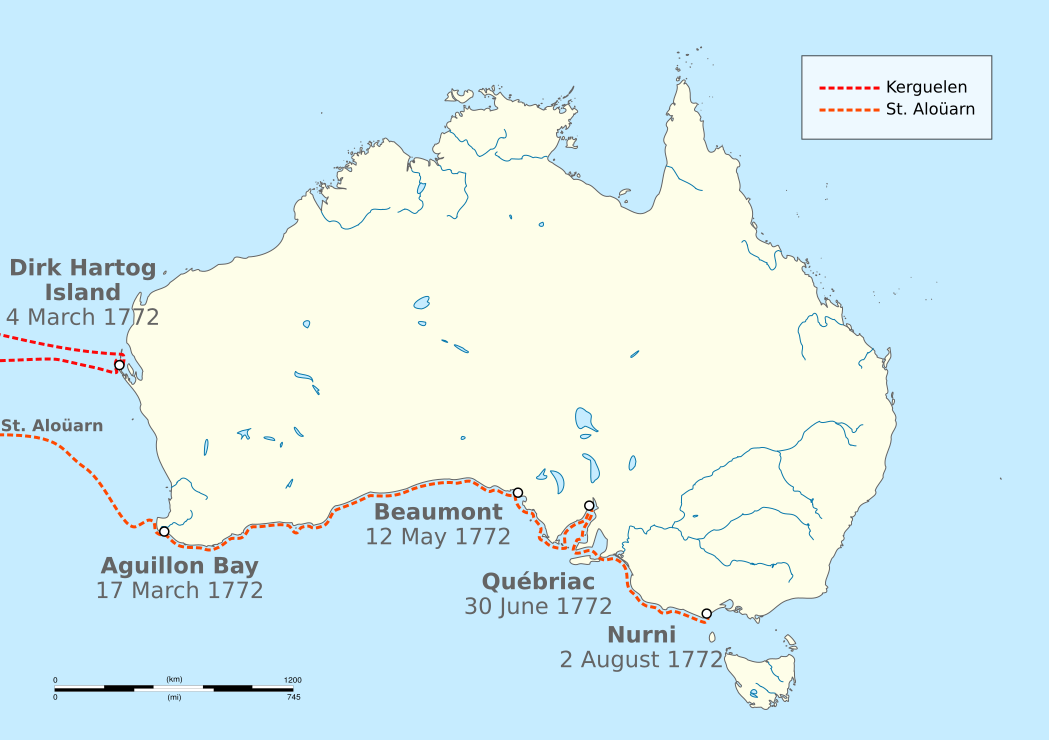 Kerguelen
St. Aloüarn
Dirk Hartog
Island
4 March 1772
St. Aloüarn
Beaumont
12 May 1772
Aguillon Bay
17 March 1772
Québriac
30 June 1772
Nurni
2 August 1772
0 (km) 1200
0 (mi) 745